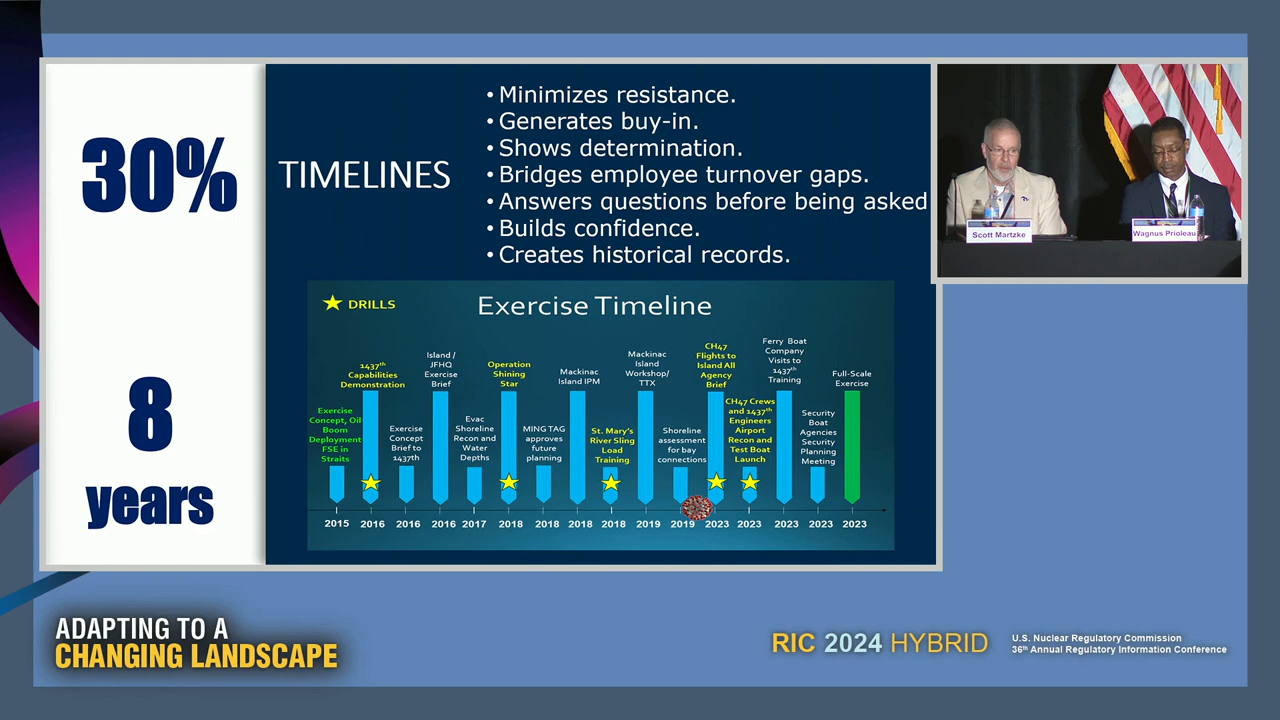 30%
8
years
TIMELINES
• Minimizes resistance.
• Generates buy-in.
• Shows determination.
• Bridges employee turnover gaps.
• Answers questions before being asked
• Builds confidence.
• Creates historical records.
DRILLS
Exercise Timeline
Exercise
Concept, Oil
Boom
Deployment
FSE in
Straits
1437th
Capabilities
Demonstration
Exercise
Concept
Brief to
1437th
Island /
JFHQ
Exercise
Brief
Evac
Shoreline
Recon and
Water
Depths
Operation
Shining
Star
MING TAG
approves
future
planning
Mackinac
Island IPM
St. Mary's
River Sling
Load
Training
Mackinac
Island
Workshop/
TTX
Shoreline
assessment
for bay
connections
CH47
Flights to
Island All
Agency
Brief
CH47 Crews
and 1437th
Engineers
Airport
Recon and
Test Boat
Launch
Ferry Boat
Company
Visits to
1437th
Training
Security
Boat
Agencies
Security
Planning
Meeting
Full-Scale
Exercise
2015 2016 2016 2016 2017 2018 2018 2018 2018 2019 2019 2023 2023 2023 2023 2023
Scott Martzke
Wagnus Prioleau
ADAPTING TO A
CHANGING LANDSCAPE
RIC 2024 HYBRID
U.S. Nuclear Regulatory Commission
36th Annual Regulatory Information Conference